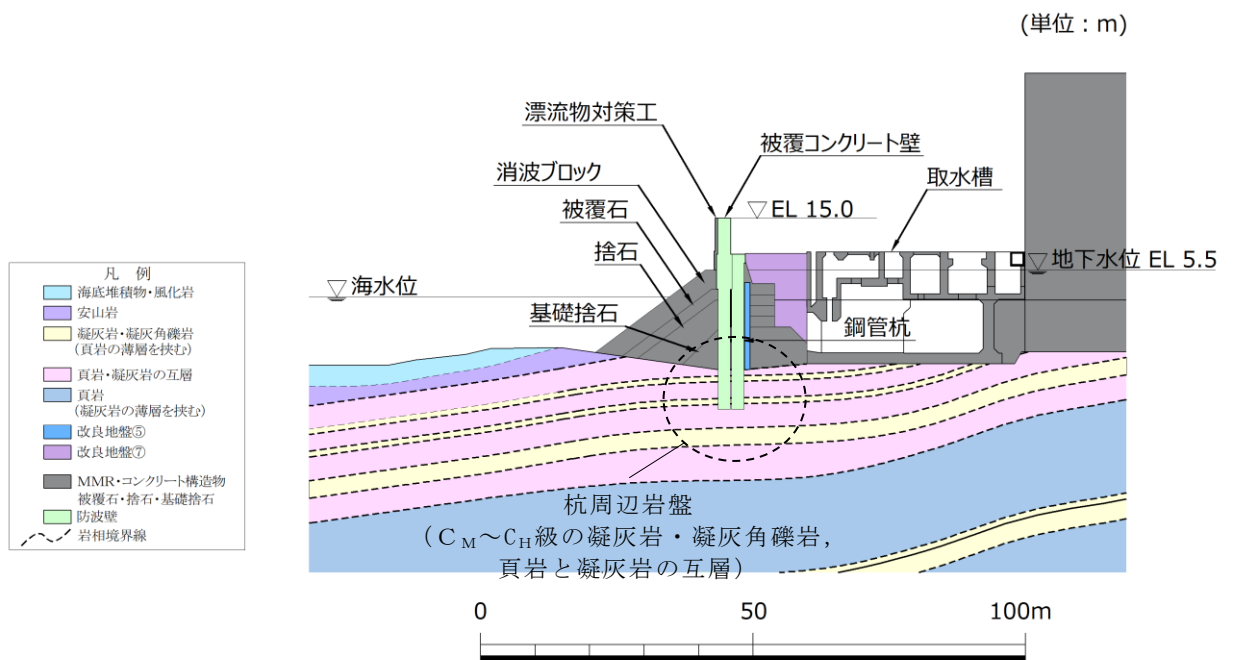 (単位：m)
漂流物対策工
被覆コンクリート壁
消波ブロック
取水槽
被覆石
EL 15.0
捨石
地下水位 EL 5.5
海水位
基礎捨石
鋼管杭
凡 例
海底堆積物・風化岩
安山岩
凝灰岩・凝灰角礫岩
(頁岩の薄層を挟む)
頁岩・凝灰岩の互層
頁岩
(凝灰岩の薄層を挟む)
改良地盤⑤
改良地盤⑦
MMR・コンクリート構造物
被覆石・捨石・基礎捨石
防波壁
岩相境界線
杭周辺岩盤
（CM～CH級の凝灰岩・凝灰角礫岩，
頁岩と凝灰岩の互層）
0 50 100m